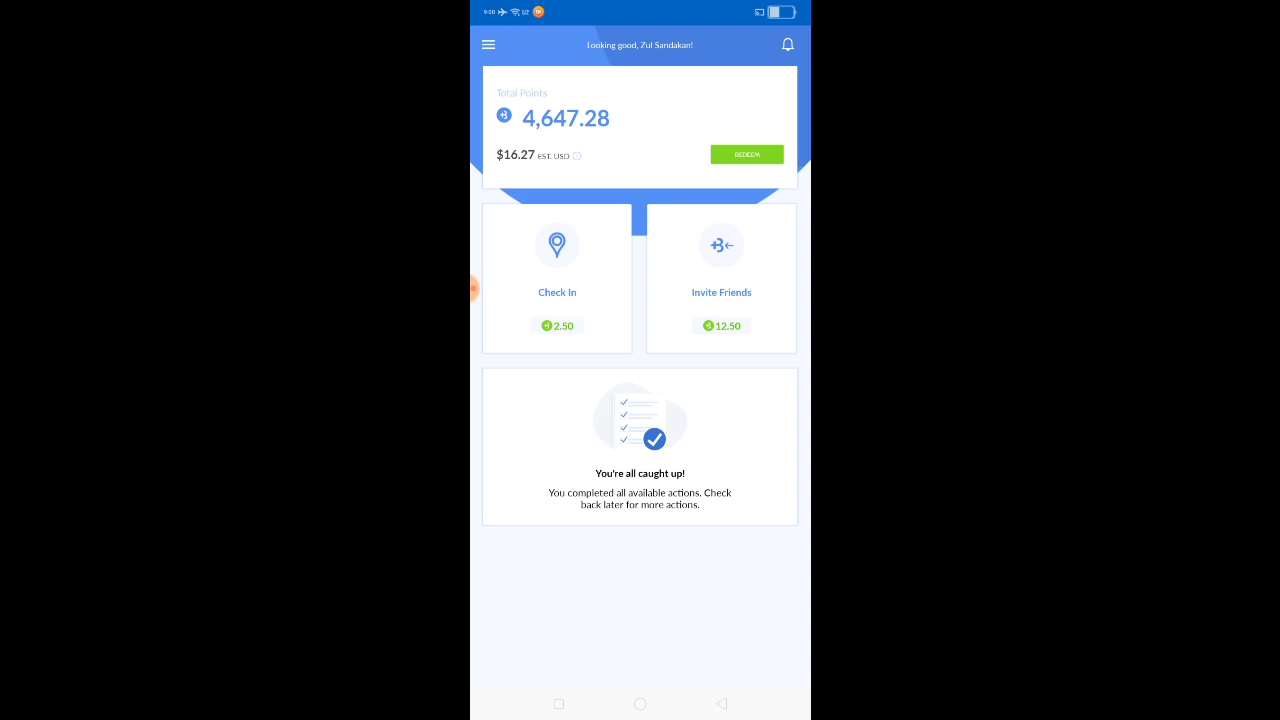 9:00
Looking good, Zul Sandakan!
Total Points
4,647.28
$16.27 EST. USD
REDEEM
Check In
Invite Friends
2.50
12.50
You're all caught up!
You completed all available actions. Check
back later for more actions.